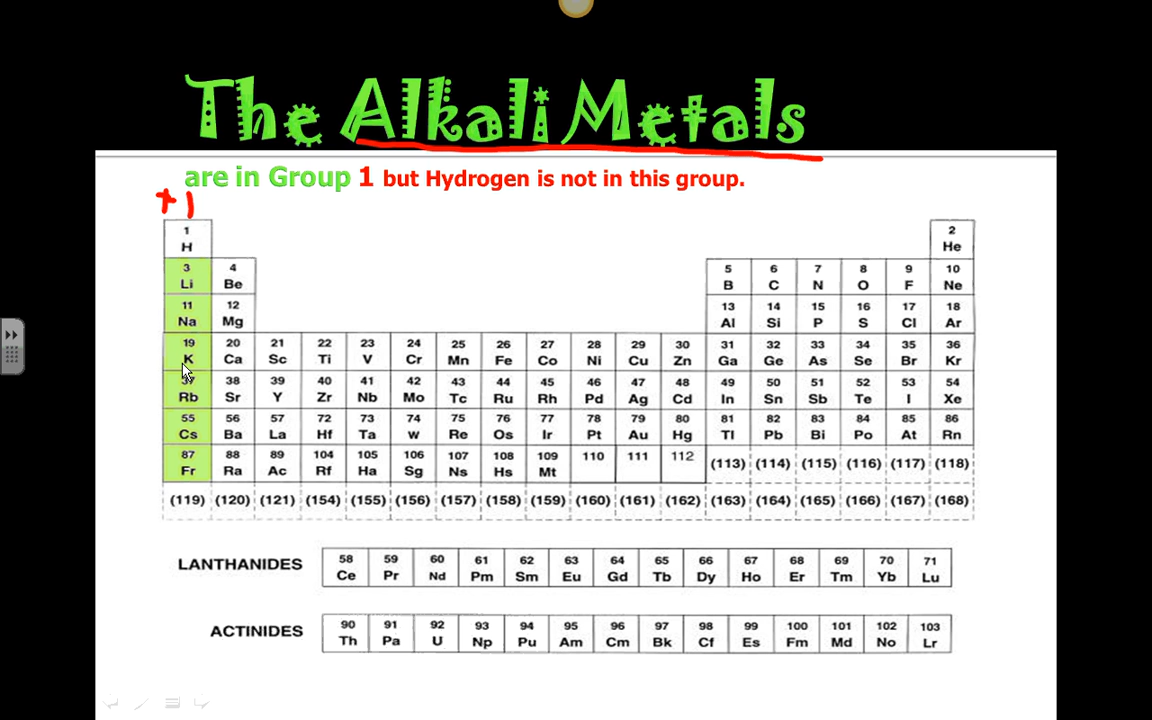 The Alkali Metals
are in Group 1 but Hydrogen is not in this group.
+1
1 2
H He
3 4 5 6 7 8 9 10
Li Be B C N O F Ne
11 12 13 14 15 16 17 18
Na Mg Al Si P S Cl Ar
19 20 21 22 23 24 25 26 27 28 29 30 31 32 33 34 35 36
K Ca Sc Ti V Cr Mn Fe Co Ni Cu Zn Ga Ge As Se Br Kr
37 38 39 40 41 42 43 44 45 46 47 48 49 50 51 52 53 54
Rb Sr Y Zr Nb Mo Tc Ru Rh Pd Ag Cd In Sn Sb Te I Xe
55 56 57 72 73 74 75 76 77 78 79 80 81 82 83 84 85 86
Cs Ba La Hf Ta W Re Os Ir Pt Au Hg Tl Pb Bi Po At Rn
87 88 89 104 105 106 107 108 109 110 111 112 (113) (114) (115) (116) (117) (118)
Fr Ra Ac Rf Ha Sg Ns Hs Mt
(119) (120) (121) (154) (155) (156) (157) (158) (159) (160) (161) (162) (163) (164) (165) (166) (167) (168)
LANTHANIDES
58 59 60 61 62 63 64 65 66 67 68 69 70 71
Ce Pr Nd Pm Sm Eu Gd Tb Dy Ho Er Tm Yb Lu
ACTINIDES
90 91 92 93 94 95 96 97 98 99 100 101 102 103
Th Pa U Np Pu Am Cm Bk Cf Es Fm Md No Lr